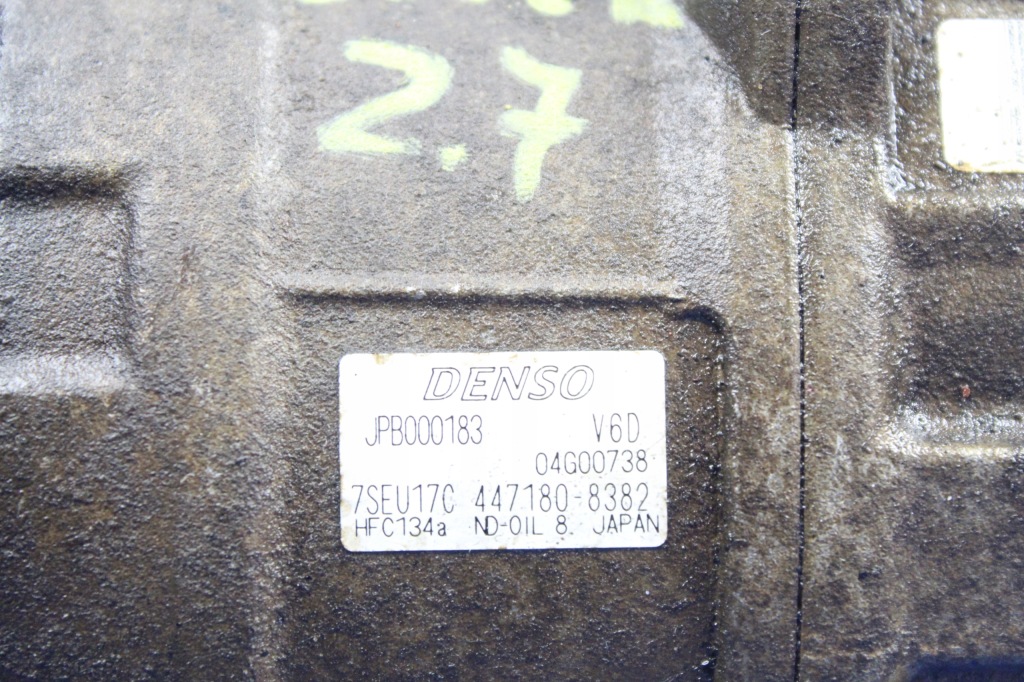 2.7
DENSO
JPB000183 V6D
04G00738
7SEU17C 447180-8382
HFC134a ND-OIL 8. JAPAN